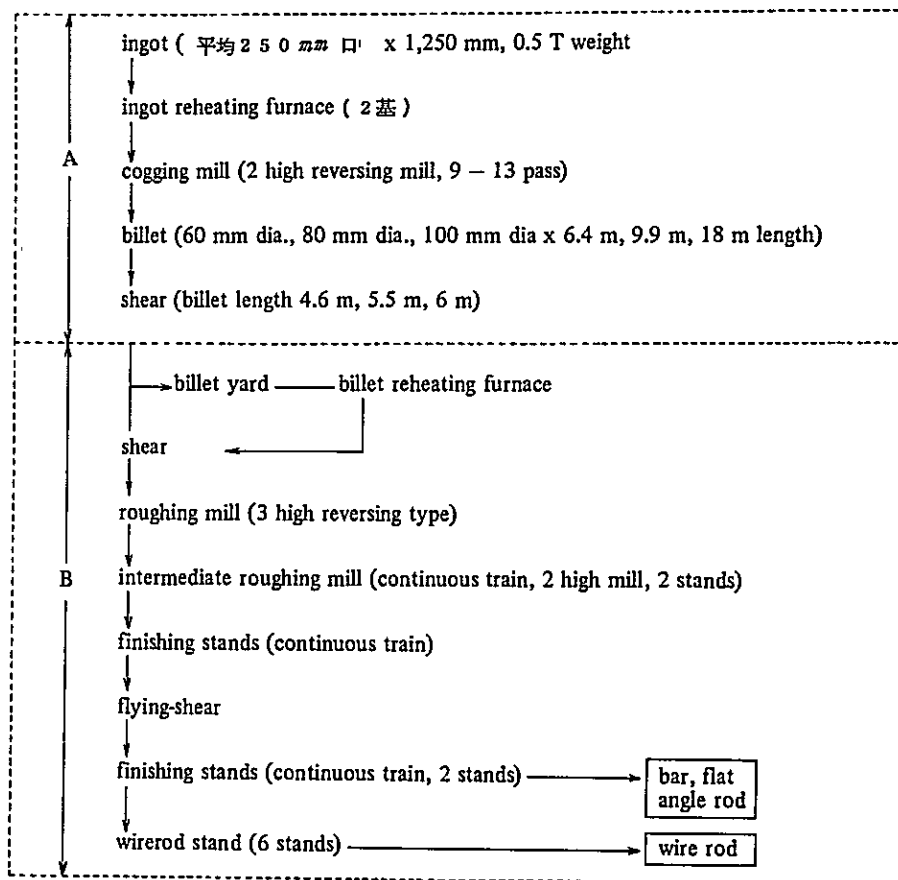 ingot ( 平均250mm 口 x 1,250 mm, 0.5 T weight
ingot reheating furnace ( 2基 )
A
cogging mill (2 high reversing mill, 9 – 13 pass)
billet (60 mm dia., 80 mm dia., 100 mm dia x 6.4 m, 9.9 m, 18 m length)
shear (billet length 4.6 m, 5.5 m, 6 m)
billet yard
billet reheating furnace
shear
roughing mill (3 high reversing type)
B
intermediate roughing mill (continuous train, 2 high mill, 2 stands)
finishing stands (continuous train)
flying-shear
finishing stands (continuous train, 2 stands)
bar, flat
angle rod
wirerod stand (6 stands)
wire rod